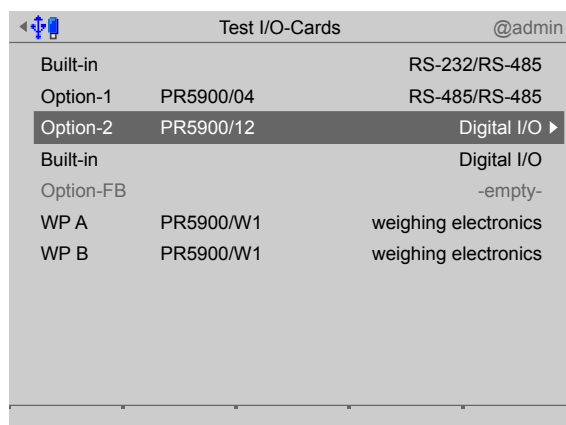 Test I/O-Cards @admin
Built-in RS-232/RS-485
Option-1 PR5900/04 RS-485/RS-485
Option-2 PR5900/12 Digital I/O
Built-in Digital I/O
Option-FB -empty-
WP A PR5900/W1 weighing electronics
WP B PR5900/W1 weighing electronics